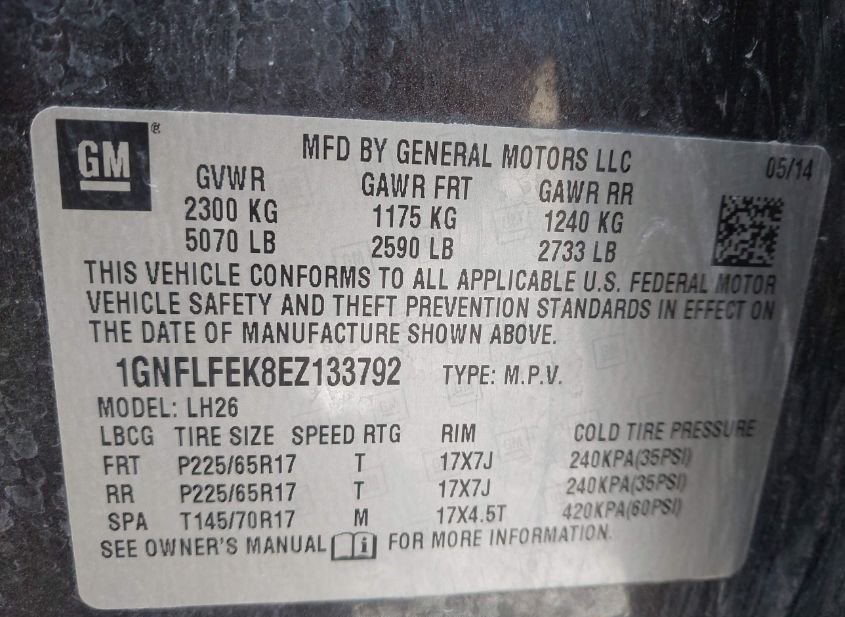 GM ®
MFD BY GENERAL MOTORS LLC
05/14
GVWR GAWR FRT GAWR RR
2300 KG 1175 KG 1240 KG
5070 LB 2590 LB 2733 LB
THIS VEHICLE CONFORMS TO ALL APPLICABLE U.S. FEDERAL MOTOR
VEHICLE SAFETY AND THEFT PREVENTION STANDARDS IN EFFECT ON
THE DATE OF MANUFACTURE SHOWN ABOVE.
1GNFLFEK8EZ133792 TYPE: M.P.V.
MODEL: LH26
LBCG TIRE SIZE SPEED RTG RIM COLD TIRE PRESSURE
FRT P225/65R17 T 17X7J 240KPA(35PSI)
RR P225/65R17 T 17X7J 240KPA(35PSI)
SPA T145/70R17 M 17X4.5T 420KPA(60PSI)
SEE OWNER'S MANUAL i FOR MORE INFORMATION.